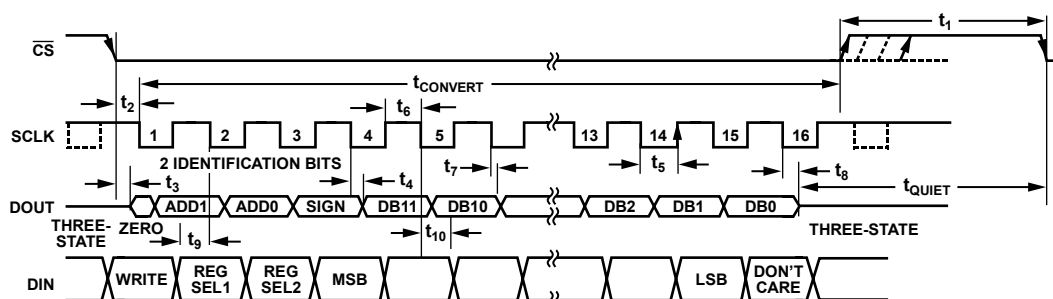 t1
CS
tCONVERT
t2
t6
SCLK
1 2 3 4 5 13 14 15 16
2 IDENTIFICATION BITS
t3
t4
t7
t5
t8
tQUIET
DOUT
ADD1 ADD0 SIGN DB11 DB10 DB2 DB1 DB0
THREE-STATE
ZERO
THREE-STATE
t9
t10
DIN
WRITE
REG SEL1
REG SEL2
MSB
LSB
DON'T CARE